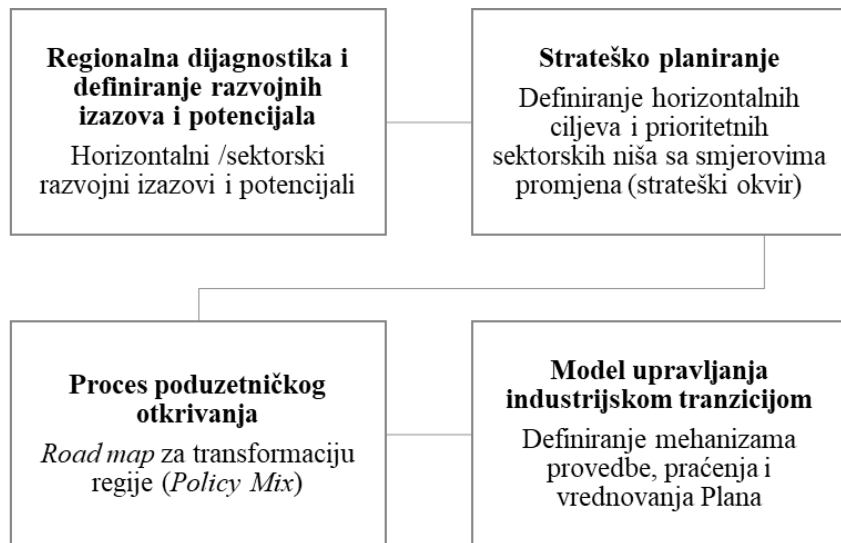 Regionalna dijagnostika i
definiranje razvojnih
izazova i potencijala
Horizontalni /sektorski
razvojni izazovi i potencijali
Strateško planiranje
Definiranje horizontalnih
ciljeva i prioritetnih
sektorskih niša sa smjerovima
promjena (strateški okvir)
Proces poduzetničkog
otkrivanja
Road map za transformaciju
regije (Policy Mix)
Model upravljanja
industrijskom tranzicijom
Definiranje mehanizama
provedbe, praćenja i
vrednovanja Plana